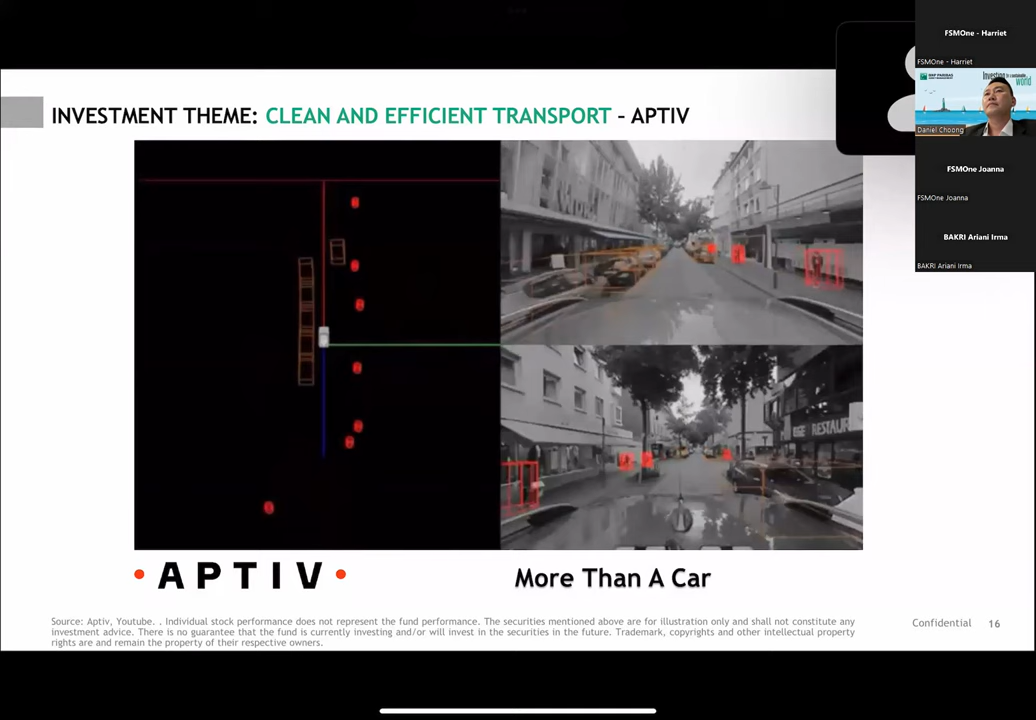 INVESTMENT THEME: CLEAN AND EFFICIENT TRANSPORT – APTIV
APTIV
More Than A Car
Source: Aptiv, Youtube. . Individual stock performance does not represent the fund performance. The securities mentioned above are for illustration only and shall not constitute any
investment advice. There is no guarantee that the fund is currently investing and/or will invest in the securities in the future. Trademark, copyrights and other intellectual property
rights are and remain the property of their respective owners.
Confidential 16
FSMOne - Harriet
FSMOne - Harriet
BNP PARIBAS
Investing
world
Daniel Choong
FSMOne Joanna
FSMOne Joanna
BAKRI Ariani Irma
BAKRI Ariani Irma